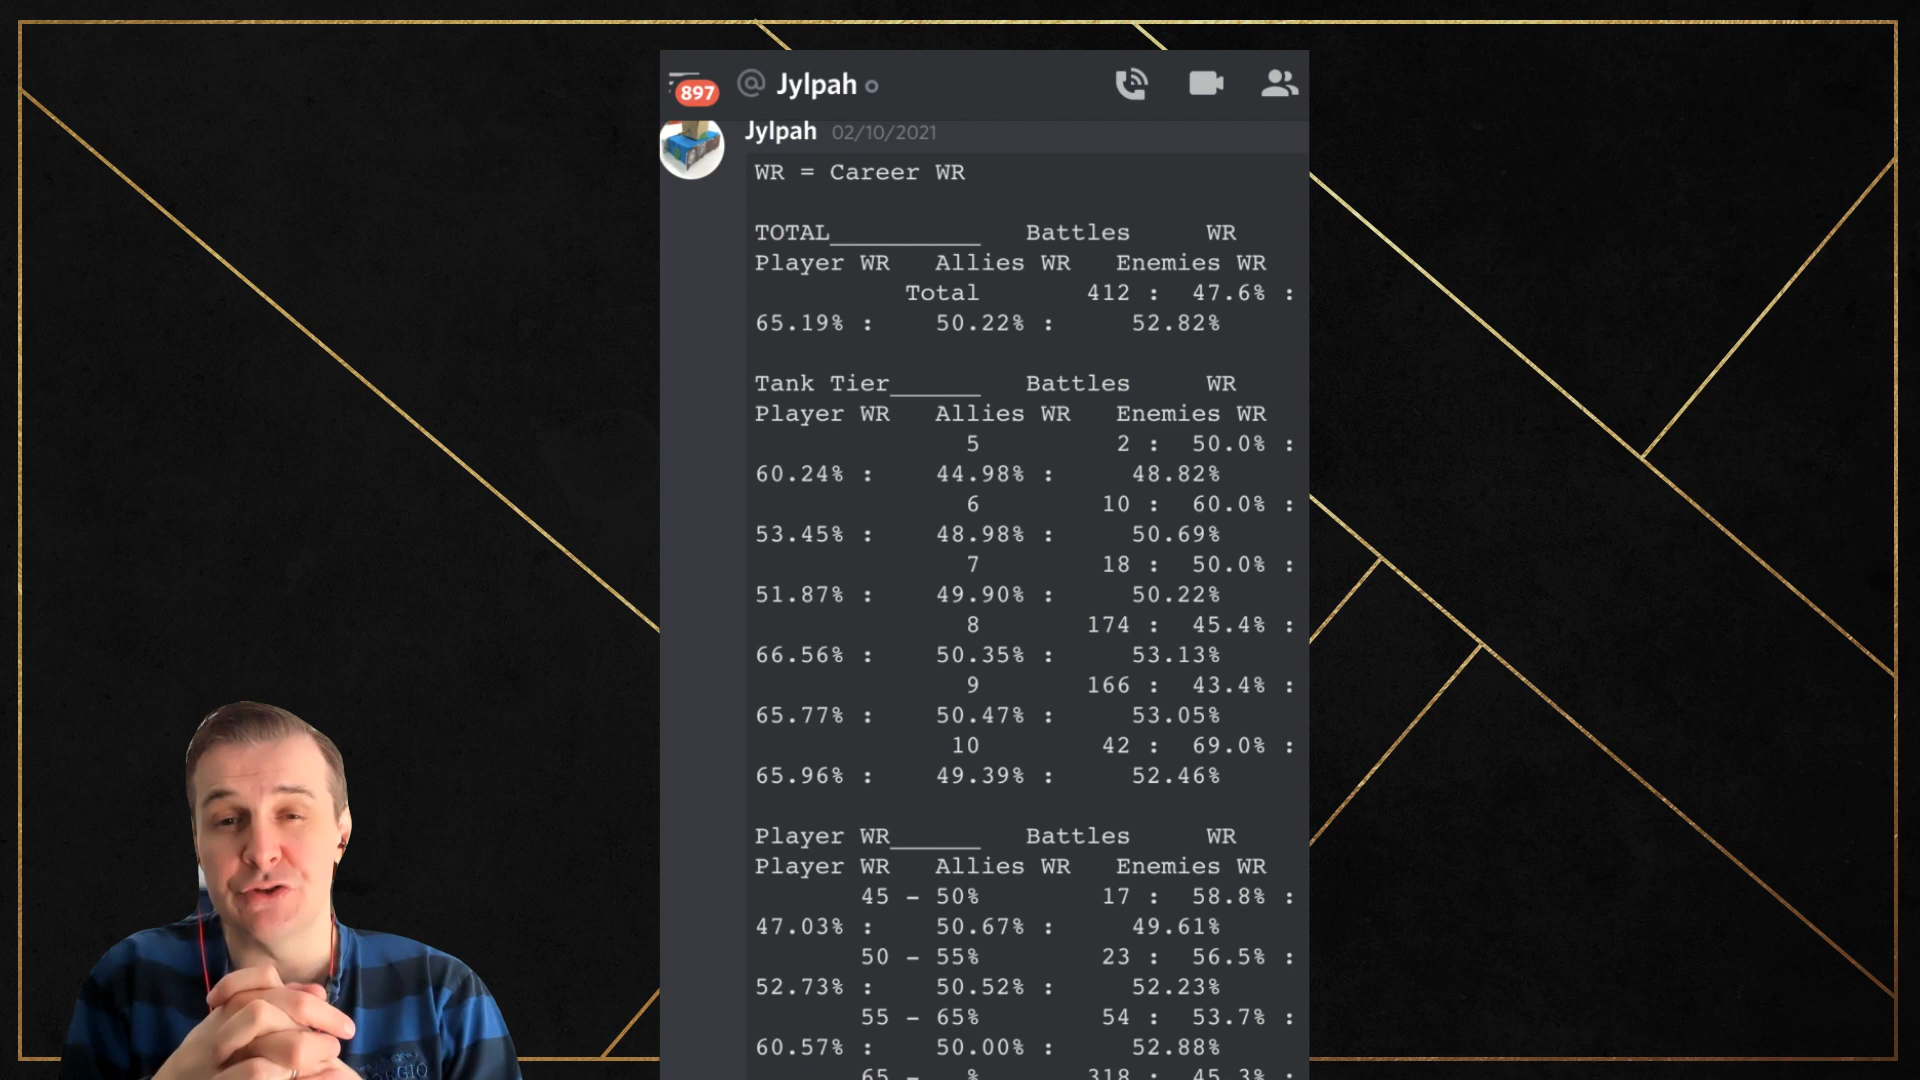 897
@ Jylpah
Jylpah 02/10/2021
WR = Career WR
TOTAL__________ Battles WR
Player WR Allies WR Enemies WR
Total 412 : 47.6% :
65.19% : 50.22% : 52.82%
Tank Tier______ Battles WR
Player WR Allies WR Enemies WR
5 2 : 50.0% :
60.24% : 44.98% : 48.82%
6 10 : 60.0% :
53.45% : 48.98% : 50.69%
7 18 : 50.0% :
51.87% : 49.90% : 50.22%
8 174 : 45.4% :
66.56% : 50.35% : 53.13%
9 166 : 43.4% :
65.77% : 50.47% : 53.05%
10 42 : 69.0% :
65.96% : 49.39% : 52.46%
Player WR______ Battles WR
Player WR Allies WR Enemies WR
45 - 50% 17 : 58.8% :
47.03% : 50.67% : 49.61%
50 - 55% 23 : 56.5% :
52.73% : 50.52% : 52.23%
55 - 65% 54 : 53.7% :
60.57% : 50.00% : 52.88%
65 - % 318 : 45.3% :